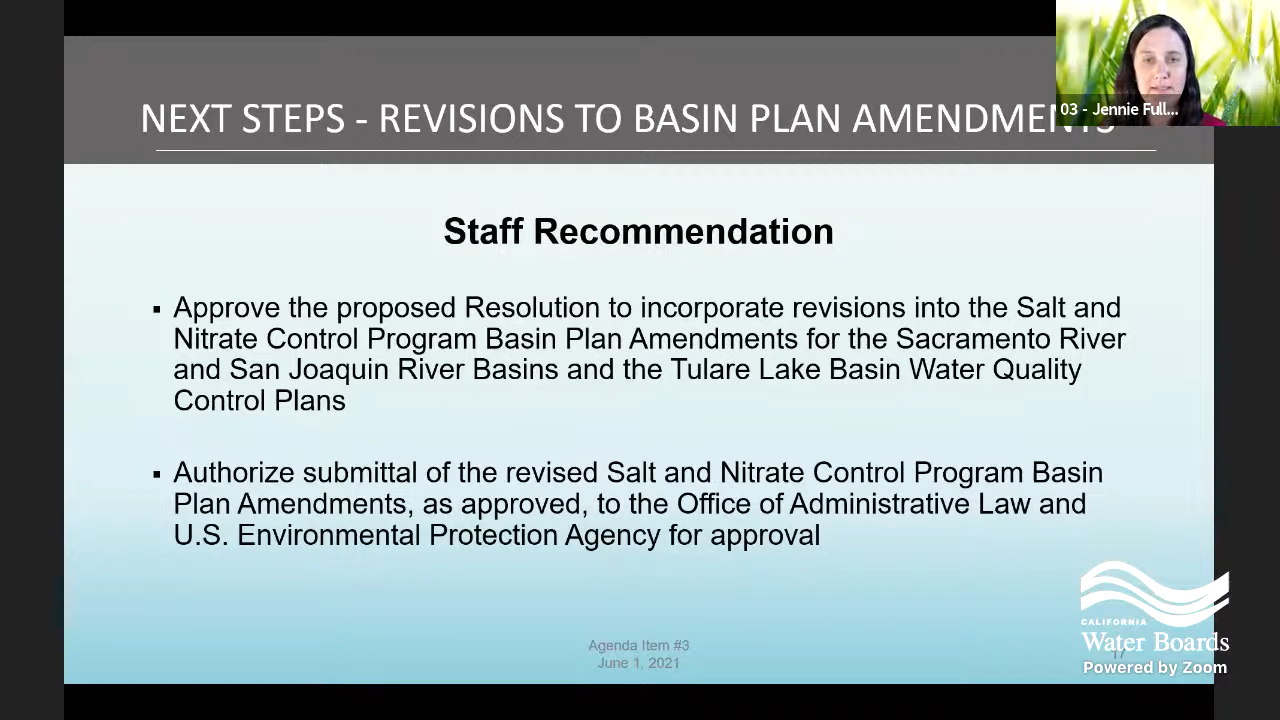 NEXT STEPS - REVISIONS TO BASIN PLAN AMENDMENTS
03 - Jennie Full...
Staff Recommendation
▪ Approve the proposed Resolution to incorporate revisions into the Salt and
Nitrate Control Program Basin Plan Amendments for the Sacramento River
and San Joaquin River Basins and the Tulare Lake Basin Water Quality
Control Plans
▪ Authorize submittal of the revised Salt and Nitrate Control Program Basin
Plan Amendments, as approved, to the Office of Administrative Law and
U.S. Environmental Protection Agency for approval
Agenda Item #3
June 1, 2021
CALIFORNIA
Water Boards
Powered by Zoom
17